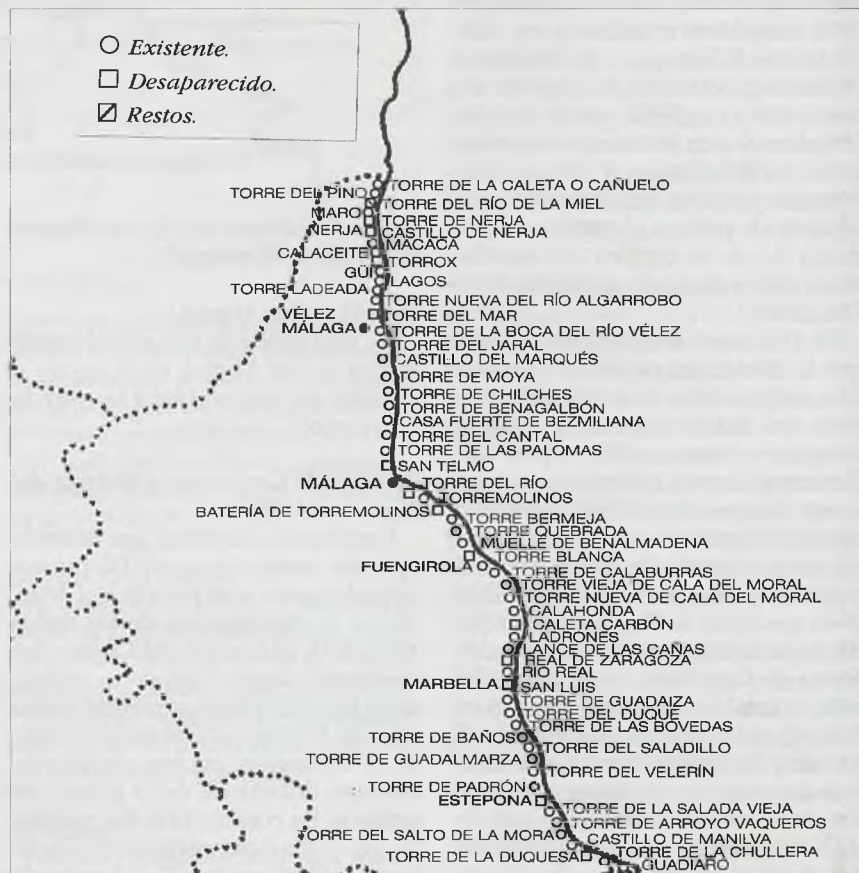 Existente.
Desaparecido.
Restos.
TORRE DE LA CALETA O CAÑUELO
TORRE DEL PINO
TORRE DEL RÍO DE LA MIEL
MARO
TORRE DE NERJA
NERJA
CASTILLO DE NERJA
MACACA
CALACEITE
TORROX
GÜI
LAGOS
TORRE LADEADA
TORRE NUEVA DEL RÍO ALGARROBO
VÉLEZ
MÁLAGA
TORRE DEL MAR
TORRE DE LA BOCA DEL RÍO VÉLEZ
TORRE DEL JARAL
CASTILLO DEL MARQUÉS
TORRE DE MOYA
TORRE DE CHILCHES
TORRE DE BENAGALBÓN
CASA FUERTE DE BEZMILIANA
TORRE DEL CANTAL
TORRE DE LAS PALOMAS
SAN TELMO
MÁLAGA
TORRE DEL RÍO
TORREMOLINOS
BATERÍA DE TORREMOLINOS
TORRE BERMEJA
TORRE QUEBRADA
MUELLE DE BENALMADENA
TORRE BLANCA
FUENGIROLA
TORRE DE CALABURRAS
TORRE VIEJA DE CALA DEL MORAL
TORRE NUEVA DE CALA DEL MORAL
CALAHONDA
CALETA CARBÓN
LADRONES
LANCE DE LAS CAÑAS
REAL DE ZARAGOZA
RIO REAL
MARBELLA
SAN LUIS
TORRE DE GUADAIZA
TORRE DEL DUQUE
TORRE DE LAS BOVEDAS
TORRE DE BAÑOS
TORRE DEL SALADILLO
TORRE DE GUADALMARZA
TORRE DEL VELERÍN
TORRE DE PADRÓN
ESTEPONA
TORRE DE LA SALADA VIEJA
TORRE DE ARROYO VAQUEROS
TORRE DEL SALTO DE LA MORA
CASTILLO DE MANILVA
TORRE DE LA DUQUESA
TORRE DE LA CHULLERA
GUADIARO